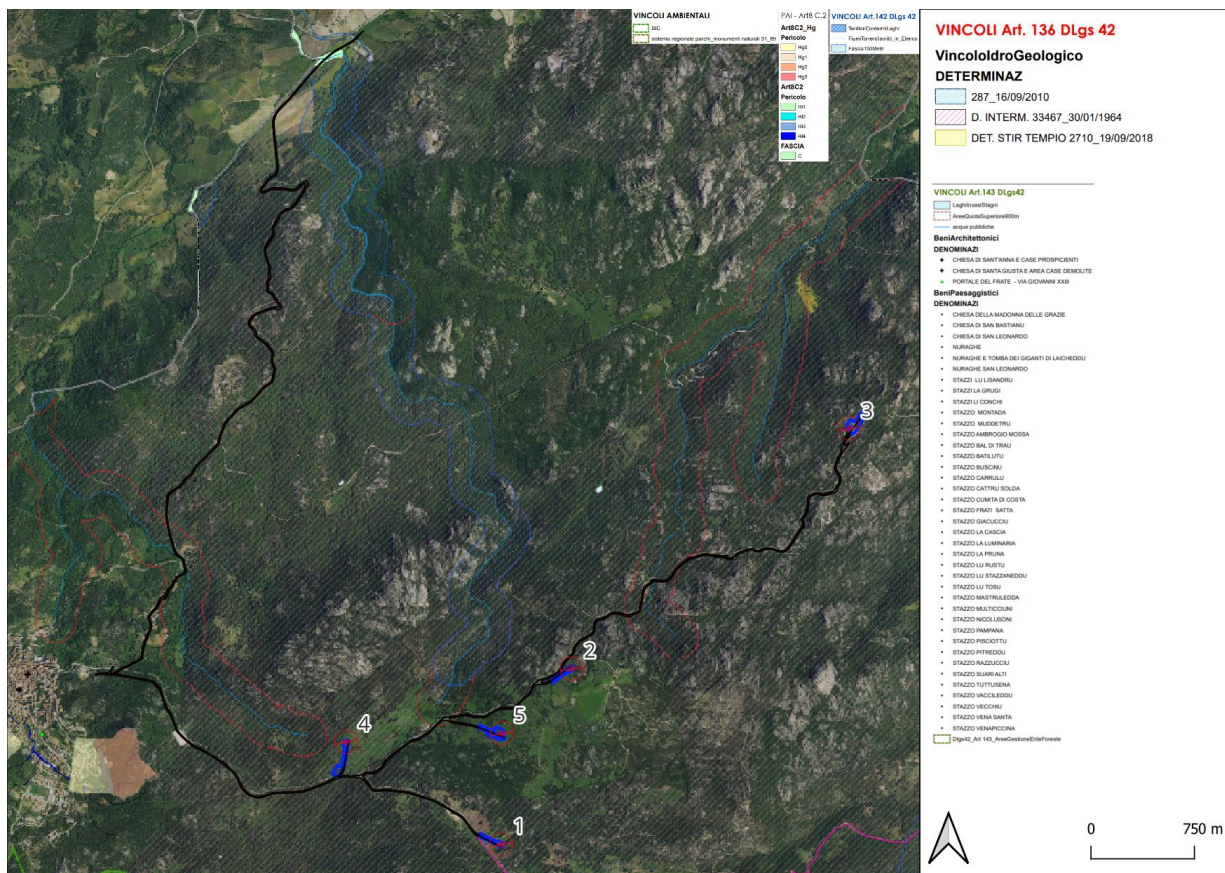 VINCOLI AMBIENTALI
SIC
sistema regionale parchi_monumenti naturali 31_89
PAI - Art8 C.2
Art8C2_Hg
Pericolo
Hg0
Hg1
Hg2
Hg3
Art8C2
Pericolo
Hi1
Hi2
Hi3
Hi4
FASCIA
C
VINCOLI Art.142 DLgs 42
TerritoriContermiLaghi
FiumiTorrentiIscritti_in_Elenco
Fascia150Metri
3
2
5
4
1
VINCOLI Art. 136 DLgs 42
VincoloIdroGeologico
DETERMINAZ
287_16/09/2010
D. INTERM. 33467_30/01/1964
DET. STIR TEMPIO 2710_19/09/2018
VINCOLI Art.143 DLgs42
LaghiInvasiStagni
AreeQuotaSuperiore900m
acque pubbliche
BeniArchitettonici
DENOMINAZI
CHIESA DI SANT'ANNA E CASE PROSPICIENTI
CHIESA DI SANTA GIUSTA E AREA CASE DEMOLITE
PORTALE DEL FRATE - VIA GIOVANNI XXIII
BeniPaesaggistici
DENOMINAZI
CHIESA DELLA MADONNA DELLE GRAZIE
CHIESA DI SAN BASTIANU
CHIESA DI SAN LEONARDO
NURAGHE
NURAGHE E TOMBA DEI GIGANTI DI LAICHEDDU
NURAGHE SAN LEONARDO
STAZZI LU LISANDRU
STAZZI LA GRUGI
STAZZI LI CONCHI
STAZZO MONTADA
STAZZO MUDDETRU
STAZZO AMBROGIO MOSSA
STAZZO BAL DI TRAU
STAZZO BATILUTU
STAZZO BUSCINU
STAZZO CARRULU
STAZZO CATTRU SOLDA
STAZZO CUMITA DI COSTA
STAZZO FRATI SATTA
STAZZO GIACUCCIU
STAZZO LA CASCIA
STAZZO LA LUMINARIA
STAZZO LA PRUNA
STAZZO LU RUSTU
STAZZO LU STAZZANEDDU
STAZZO LU TOSU
STAZZO MASTRULEDDA
STAZZO MULTICCIUNI
STAZZO NICOLUSONI
STAZZO PAMPANA
STAZZO PISCIOTTU
STAZZO PITREDDU
STAZZO RAZZUCCIU
STAZZO SUARI ALTI
STAZZO TUTTUSENA
STAZZO VACCILEDDU
STAZZO VECCHIU
STAZZO VENA SANTA
STAZZO VENAPICCINA
Dlgs42_Art 143_AreeGestioneEnteForeste
0 750 m